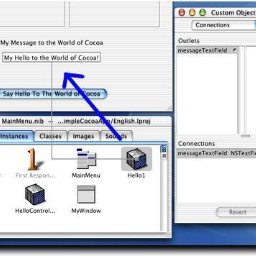 My Message to the World of Cocoa
My Hello to the World of Cocoa!
Say Hello To The World of Cocoa
MainMenu.nib — ...impleCocoaApp/English.lproj
Instances Classes Images Sounds
First Respon... MainMenu Hello1
HelloControl... MyWindow
Custom Object
Connections
Outlets
messageTextField
Connections
messageTextField NSTextF
Revert